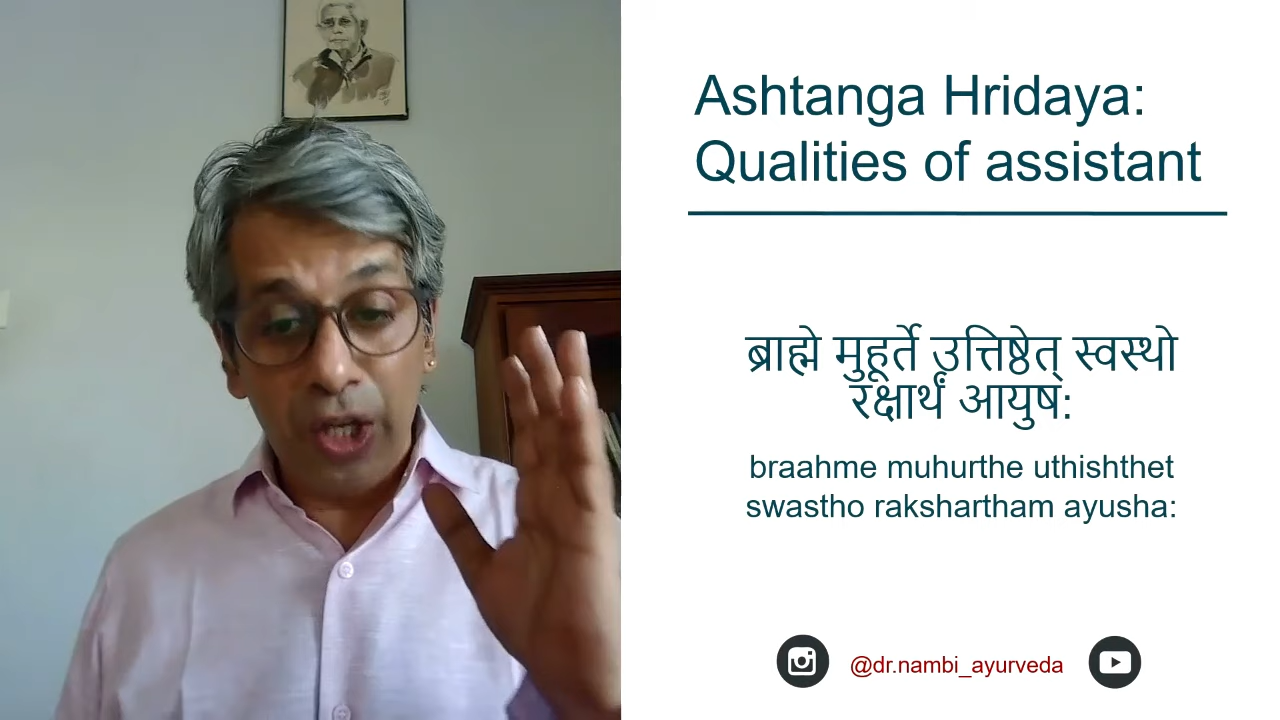 Ashtanga Hridaya:
Qualities of assistant
ब्राह्मे मुहूर्ते उत्तिष्ठेत् स्वस्थो
रक्षार्थं आयुष:
braahme muhurthe uthishthet
swastho rakshartham ayusha:
@dr.nambi_ayurveda